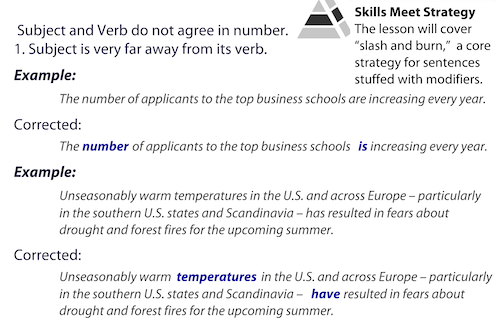 Subject and Verb do not agree in number.
1. Subject is very far away from its verb.
Skills Meet Strategy
The lesson will cover
“slash and burn,” a core
strategy for sentences
stuffed with modifiers.
Example:
The number of applicants to the top business schools are increasing every year.
Corrected:
The number of applicants to the top business schools is increasing every year.
Example:
Unseasonably warm temperatures in the U.S. and across Europe – particularly
in the southern U.S. states and Scandinavia – has resulted in fears about
drought and forest fires for the upcoming summer.
Corrected:
Unseasonably warm temperatures in the U.S. and across Europe – particularly
in the southern U.S. states and Scandinavia – have resulted in fears about
drought and forest fires for the upcoming summer.